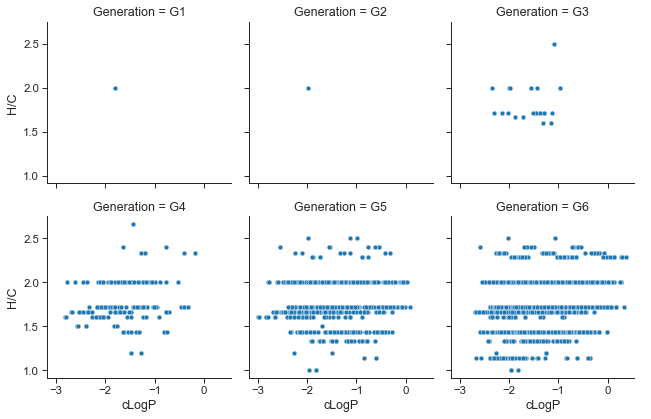 Generation = G1 Generation = G2 Generation = G3
2.5
2.0
1.5
1.0
H/C
−3 −2 −1 0 −3 −2 −1 0 −3 −2 −1 0
Generation = G4 Generation = G5 Generation = G6
2.5
2.0
1.5
1.0
H/C
cLogP cLogP cLogP